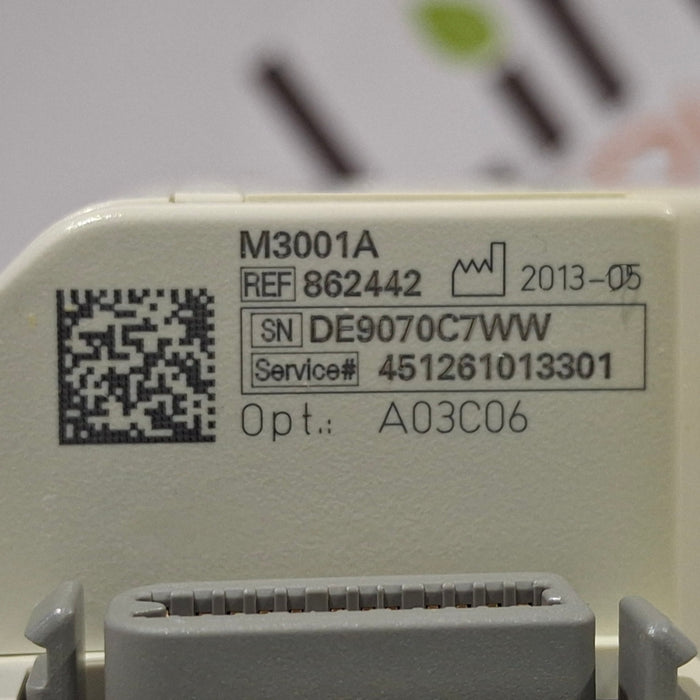 M3001A
REF 862442 2013-05
SN DE9070C7WW
Service# 451261013301
Opt.: A03C06